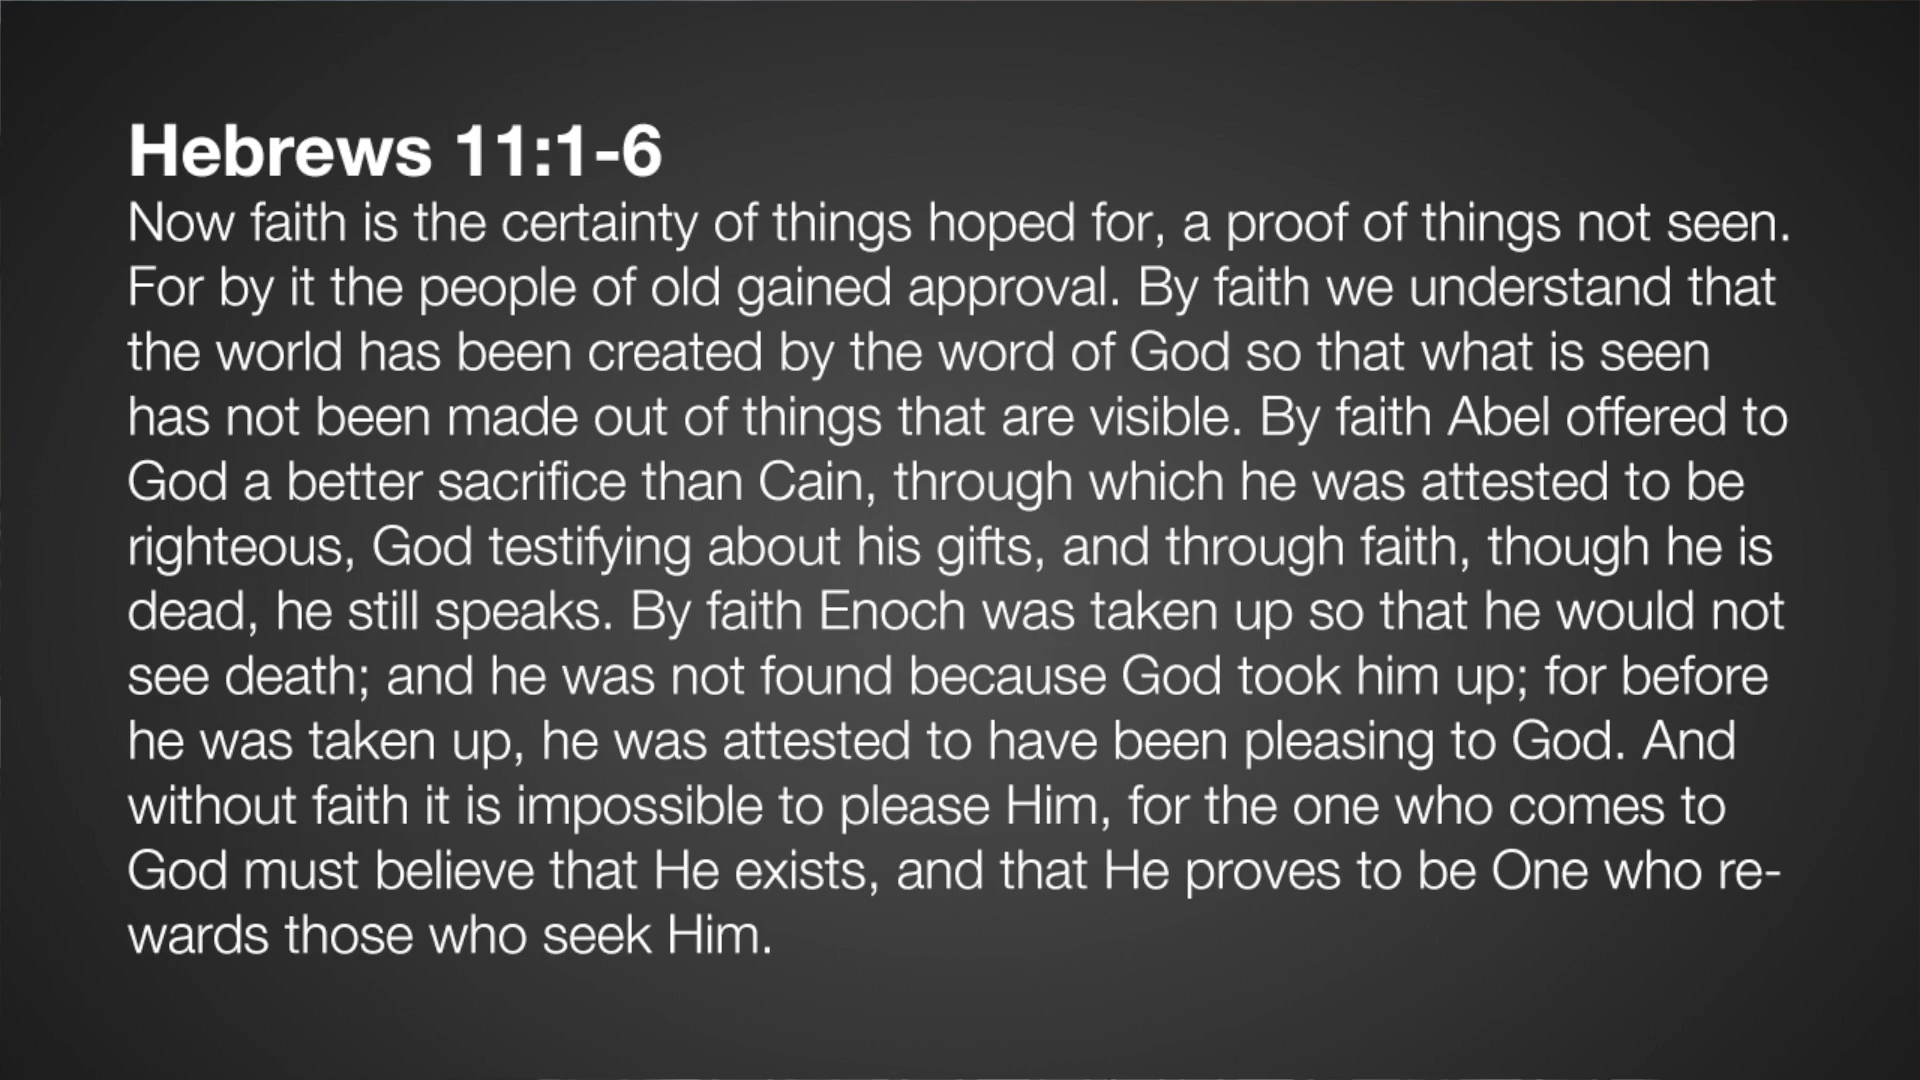 Hebrews 11:1-6
Now faith is the certainty of things hoped for, a proof of things not seen.
For by it the people of old gained approval. By faith we understand that
the world has been created by the word of God so that what is seen
has not been made out of things that are visible. By faith Abel offered to
God a better sacrifice than Cain, through which he was attested to be
righteous, God testifying about his gifts, and through faith, though he is
dead, he still speaks. By faith Enoch was taken up so that he would not
see death; and he was not found because God took him up; for before
he was taken up, he was attested to have been pleasing to God. And
without faith it is impossible to please Him, for the one who comes to
God must believe that He exists, and that He proves to be One who re-
wards those who seek Him.